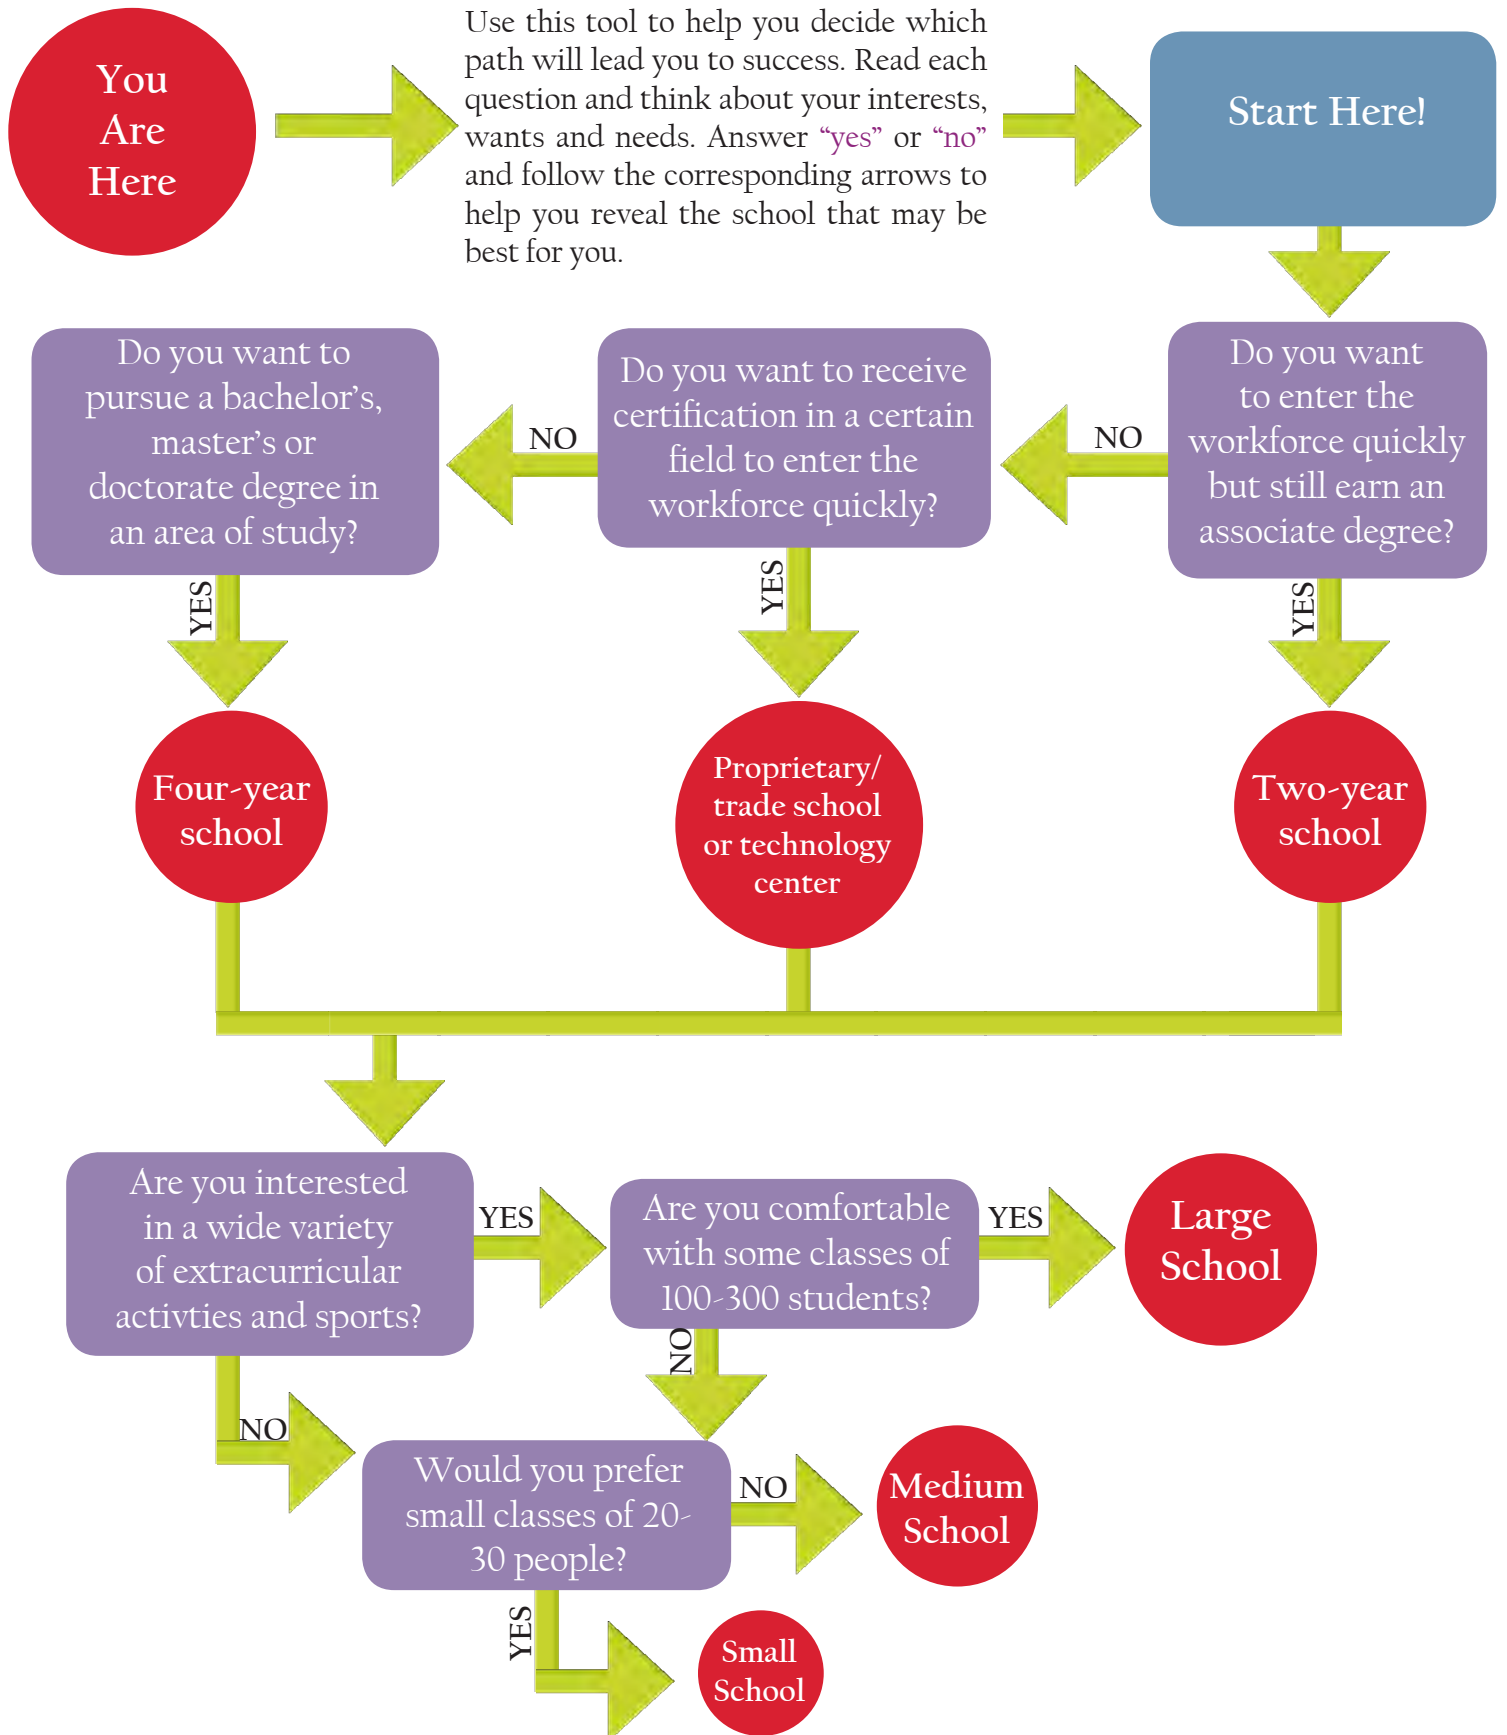 You
Are
Here
Use this tool to help you decide which
path will lead you to success. Read each
question and think about your interests,
wants and needs. Answer “yes” or “no”
and follow the corresponding arrows to
help you reveal the school that may be
best for you.
Start Here!
Do you want
to enter the
workforce quickly
but still earn an
associate degree?
NO
YES
Do you want to receive
certification in a certain
field to enter the
workforce quickly?
NO
YES
Do you want to
pursue a bachelor’s,
master’s or
doctorate degree in
an area of study?
YES
Four-year
school
Proprietary/
trade school
or technology
center
Two-year
school
Are you interested
in a wide variety
of extracurricular
activties and sports?
YES
NO
Are you comfortable
with some classes of
100-300 students?
YES
NO
Large
School
Would you prefer
small classes of 20-
30 people?
NO
YES
Medium
School
Small
School